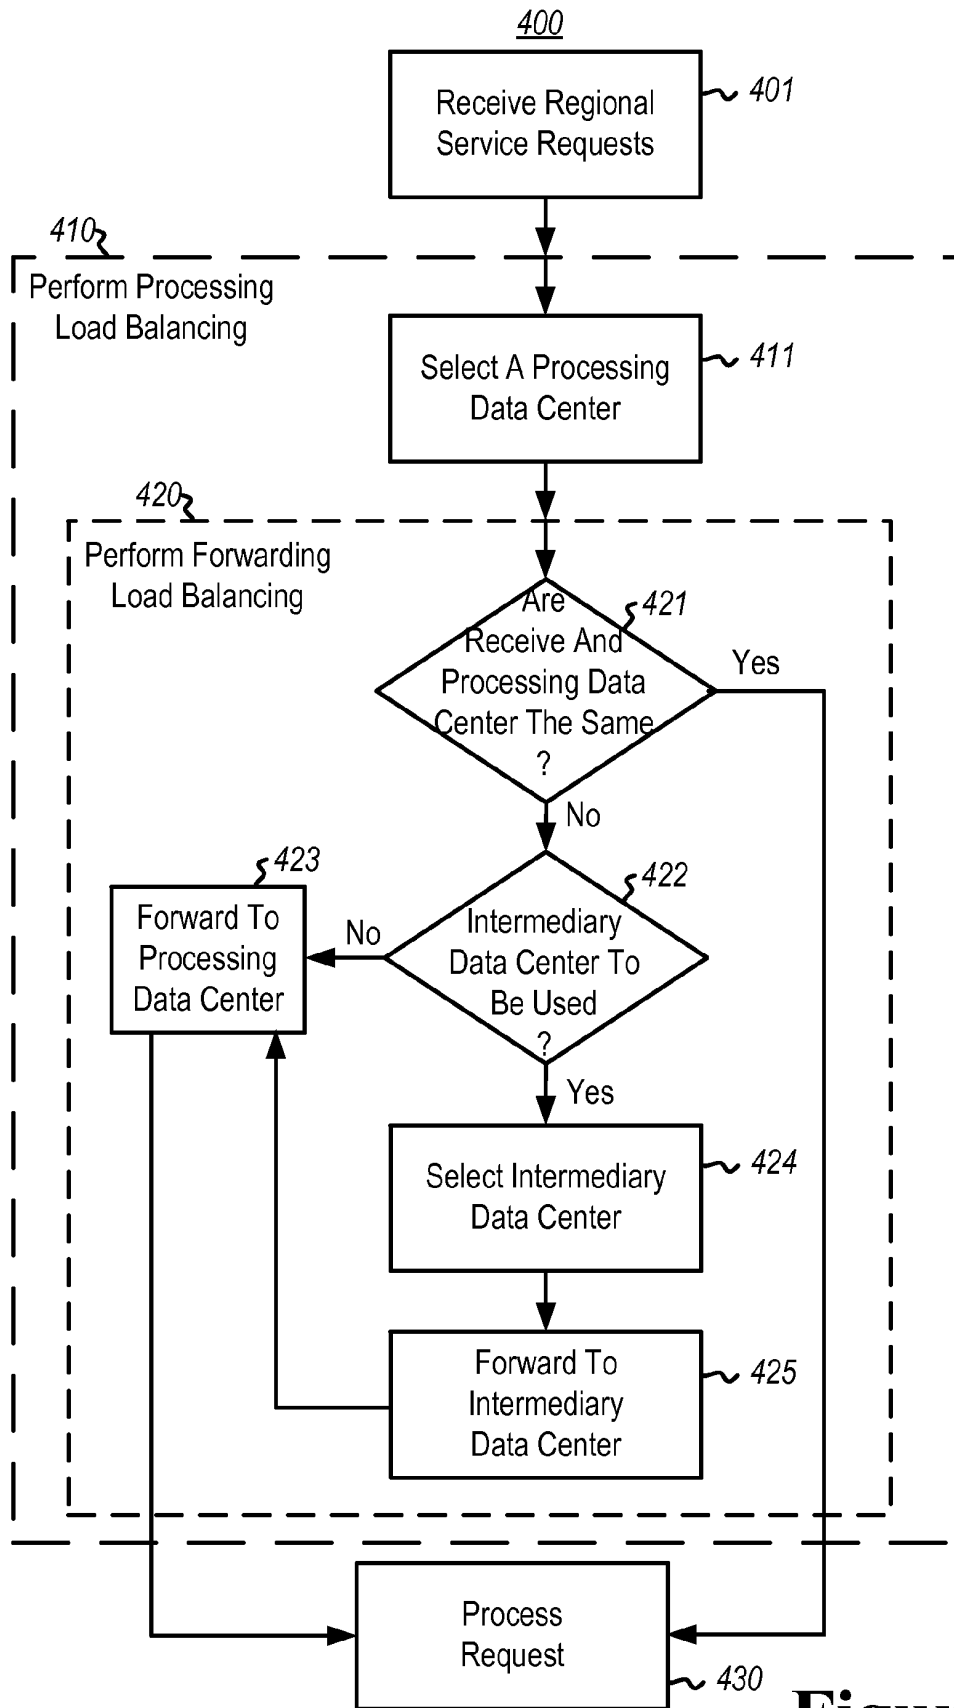 400
Receive Regional
Service Requests
401
410
Perform Processing
Load Balancing
Select A Processing
Data Center
411
420
Perform Forwarding
Load Balancing
Are
Receive And
Processing Data
Center The Same
?
421
Yes
No
423
Forward To
Processing
Data Center
No
Intermediary
Data Center To
Be Used
?
422
Yes
Select Intermediary
Data Center
424
Forward To
Intermediary
Data Center
425
Process
Request
430